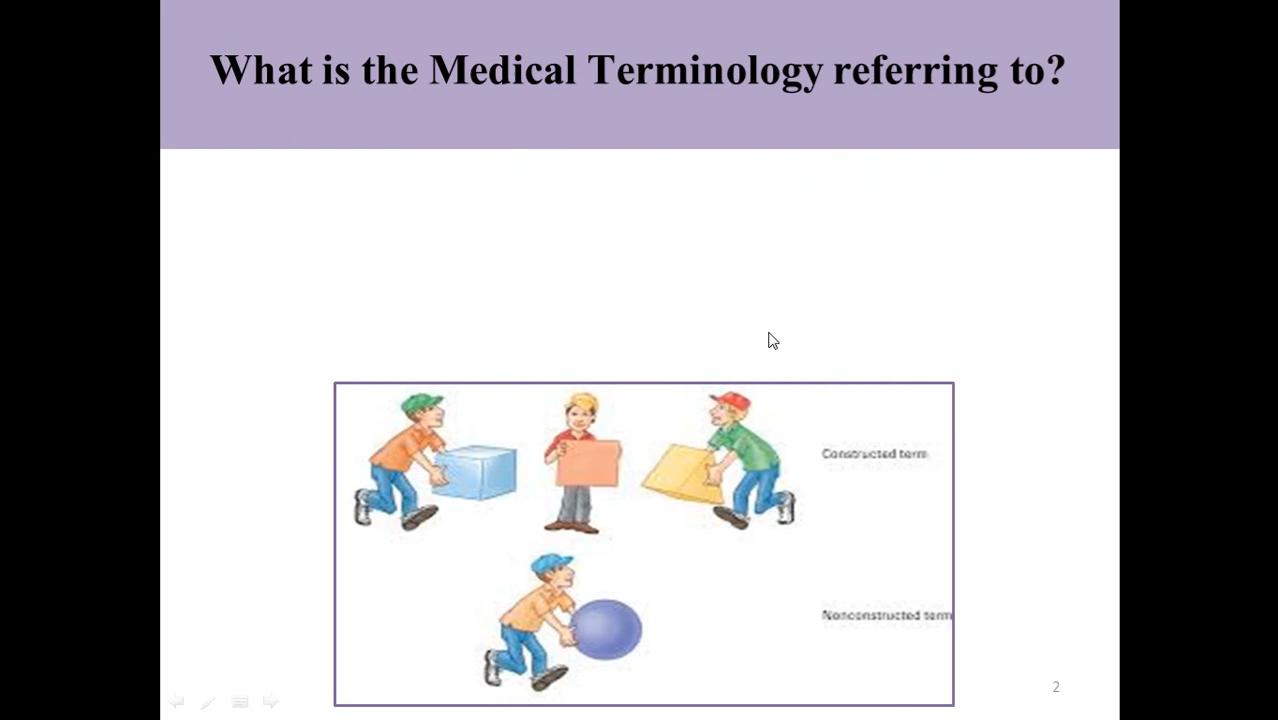 What is the Medical Terminology referring to?
Constructed term
Nonconstructed term
2